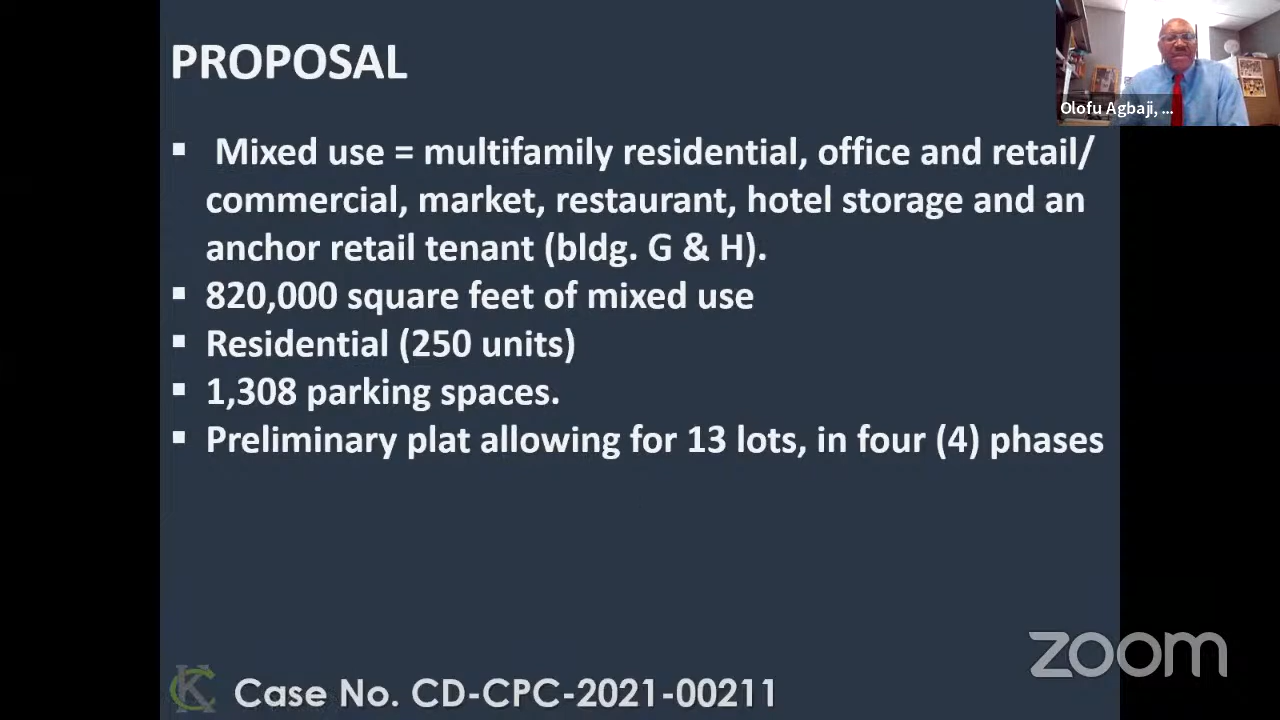 PROPOSAL
Olofu Agbaji, ...
▪ Mixed use = multifamily residential, office and retail/
commercial, market, restaurant, hotel storage and an
anchor retail tenant (bldg. G & H).
▪ 820,000 square feet of mixed use
▪ Residential (250 units)
▪ 1,308 parking spaces.
▪ Preliminary plat allowing for 13 lots, in four (4) phases
zoom
KC
Case No. CD-CPC-2021-00211